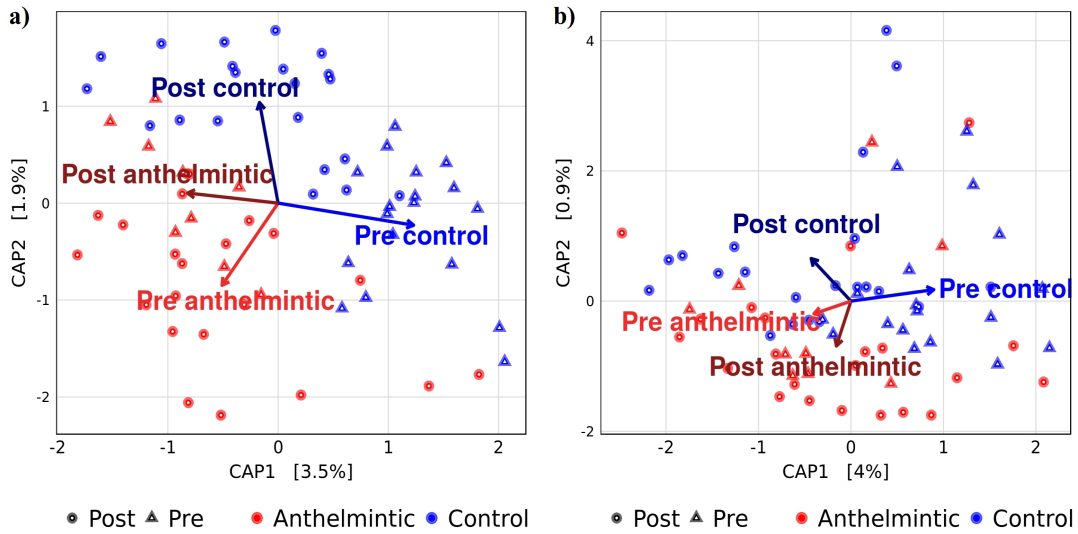 a)
1
0
-1
-2
-2
-1
0
1
2
CAP2 [1.9%]
CAP1 [3.5%]
Post control
Post anthelmintic
Pre control
Pre anthelmintic
Post Pre Anthelmintic Control
b)
4
2
0
-2
-2
-1
0
1
2
CAP2 [0.9%]
CAP1 [4%]
Post control
Pre control
Pre anthelmintic
Post anthelmintic
Post Pre Anthelmintic Control